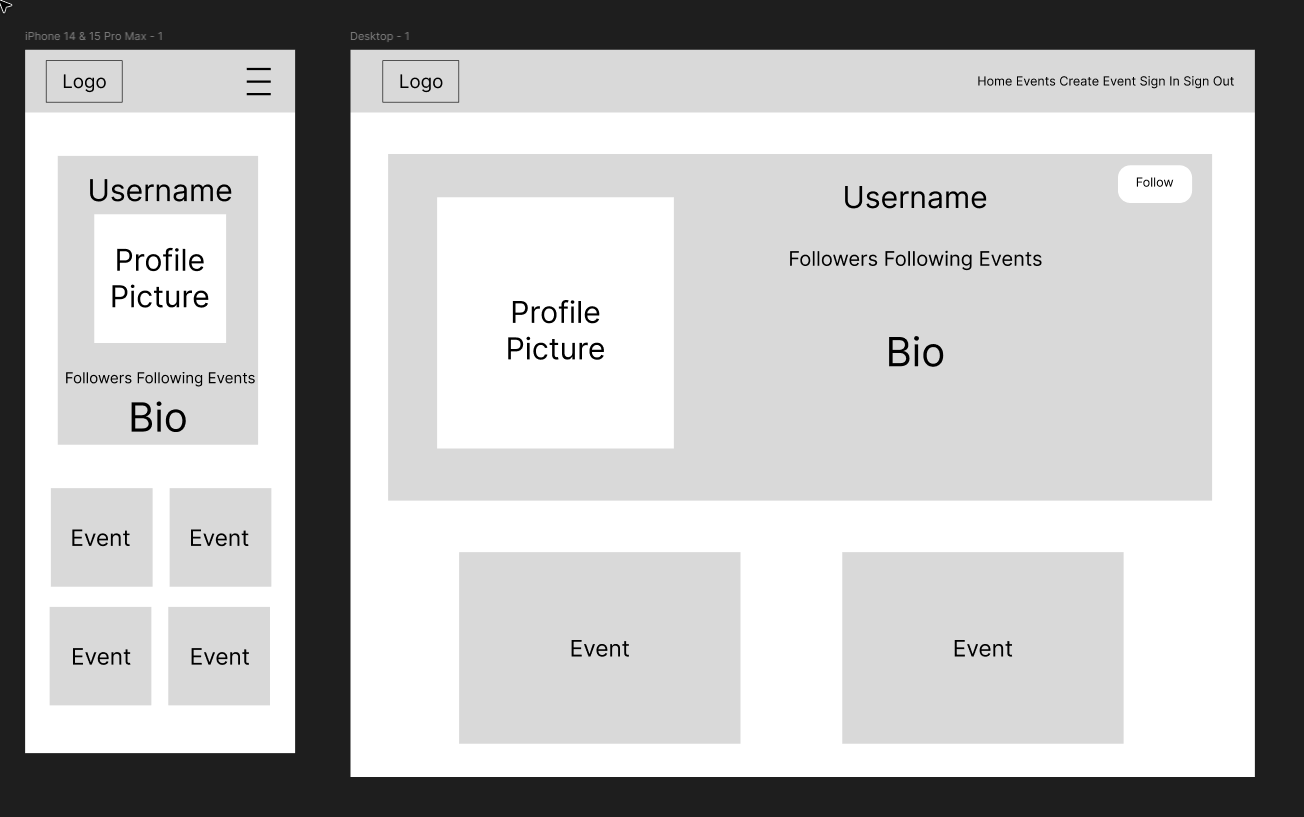 iPhone 14 & 15 Pro Max - 1
Logo
Username
Profile
Picture
Followers Following Events
Bio
Event
Event
Event
Event
Desktop - 1
Logo
Home Events Create Event Sign In Sign Out
Follow
Username
Followers Following Events
Profile
Picture
Bio
Event
Event